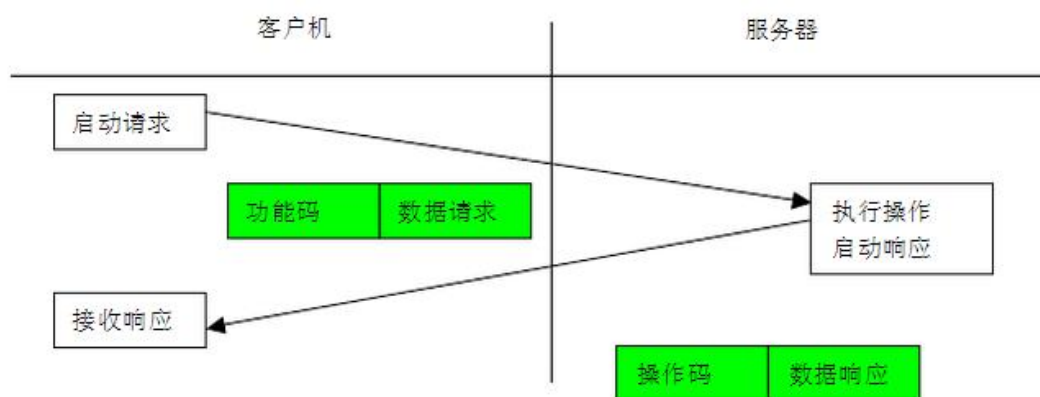 客户机
服务器
启动请求
功能码
数据请求
执行操作
启动响应
接收响应
操作码
数据响应